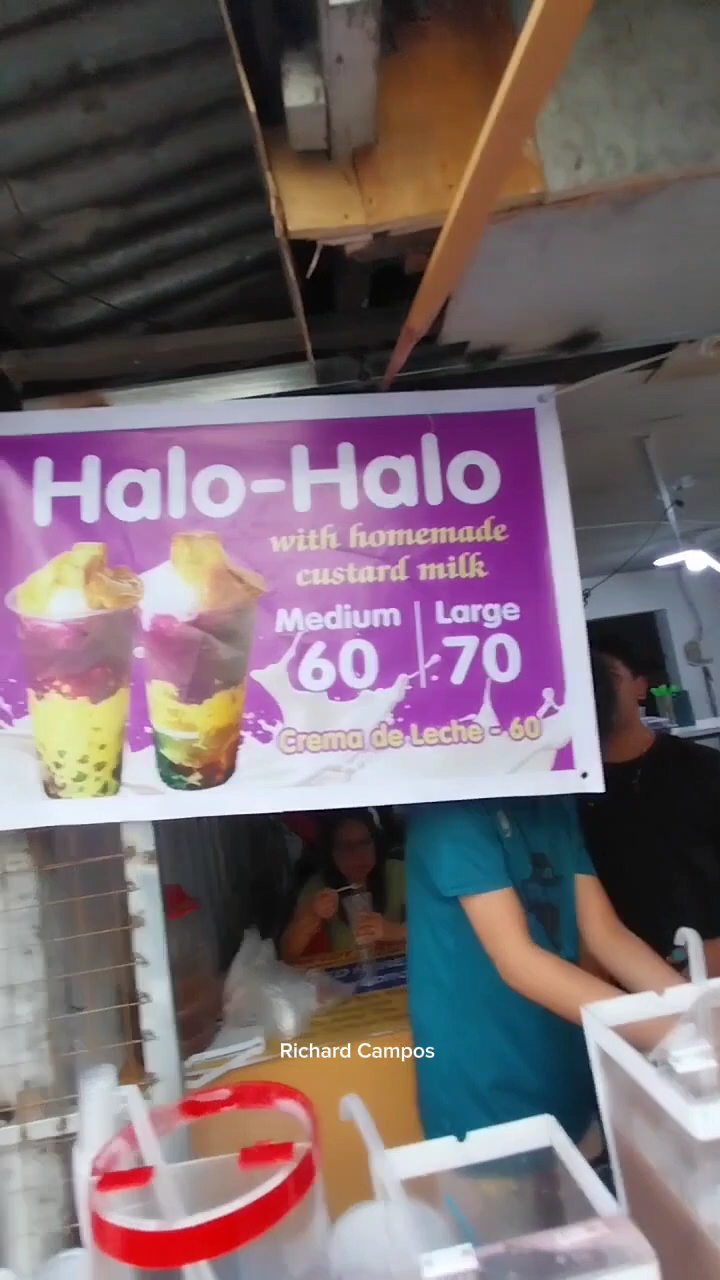 Halo-Halo
with homemade
custard milk
Medium | Large
60 70
Crema de Leche - 60
Richard Campos